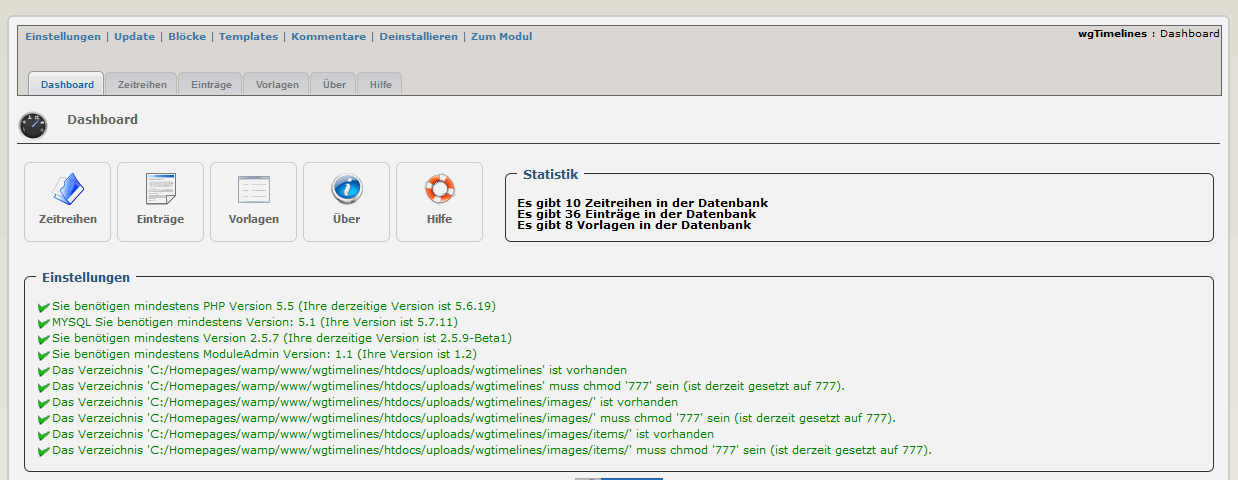 Einstellungen | Update | Blöcke | Templates | Kommentare | Deinstallieren | Zum Modul
wgTimelines : Dashboard
Dashboard Zeitreihen Einträge Vorlagen Über Hilfe
Dashboard
Zeitreihen Einträge Vorlagen Über Hilfe
Statistik
Es gibt 10 Zeitreihen in der Datenbank
Es gibt 36 Einträge in der Datenbank
Es gibt 8 Vorlagen in der Datenbank
Einstellungen
Sie benötigen mindestens PHP Version 5.5 (Ihre derzeitige Version ist 5.6.19)
MYSQL Sie benötigen mindestens Version: 5.1 (Ihre Version ist 5.7.11)
Sie benötigen mindestens Version 2.5.7 (Ihre derzeitige Version ist 2.5.9-Beta1)
Sie benötigen mindestens ModuleAdmin Version: 1.1 (Ihre Version ist 1.2)
Das Verzeichnis 'C:/Homepages/wamp/www/wgtimelines/htdocs/uploads/wgtimelines' ist vorhanden
Das Verzeichnis 'C:/Homepages/wamp/www/wgtimelines/htdocs/uploads/wgtimelines' muss chmod '777' sein (ist derzeit gesetzt auf 777).
Das Verzeichnis 'C:/Homepages/wamp/www/wgtimelines/htdocs/uploads/wgtimelines/images/' ist vorhanden
Das Verzeichnis 'C:/Homepages/wamp/www/wgtimelines/htdocs/uploads/wgtimelines/images/' muss chmod '777' sein (ist derzeit gesetzt auf 777).
Das Verzeichnis 'C:/Homepages/wamp/www/wgtimelines/htdocs/uploads/wgtimelines/images/items/' ist vorhanden
Das Verzeichnis 'C:/Homepages/wamp/www/wgtimelines/htdocs/uploads/wgtimelines/images/items/' muss chmod '777' sein (ist derzeit gesetzt auf 777).